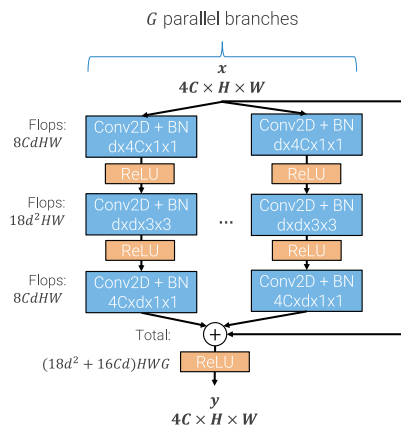 G parallel branches
x
4C × H × W
Flops:
8CdHW
Conv2D + BN
dx4Cx1x1
Conv2D + BN
dx4Cx1x1
ReLU
ReLU
Flops:
18d²HW
Conv2D + BN
dxdx3x3
...
Conv2D + BN
dxdx3x3
ReLU
ReLU
Flops:
8CdHW
Conv2D + BN
4Cxdx1x1
Conv2D + BN
4Cxdx1x1
Total:
+
(18d² + 16Cd)HWG
ReLU
y
4C × H × W